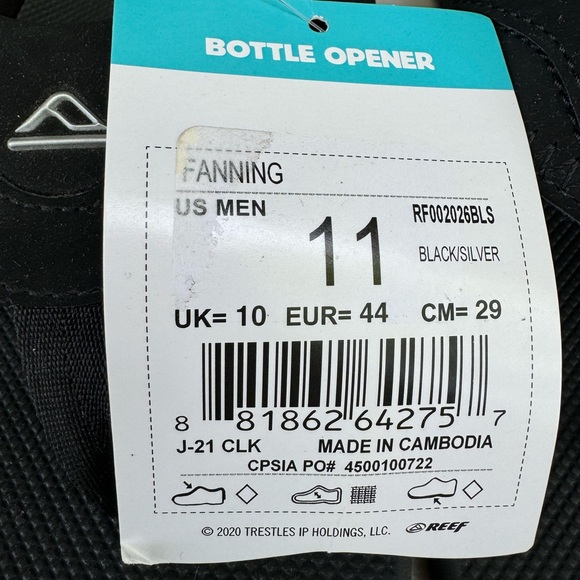 BOTTLE OPENER
FANNING
US MEN
11
RF002026BLS
BLACK/SILVER
UK= 10 EUR= 44 CM= 29
8 81862 64275 7
J-21 CLK MADE IN CAMBODIA
CPSIA PO# 4500100722
© 2020 TRESTLES IP HOLDINGS, LLC. REEF